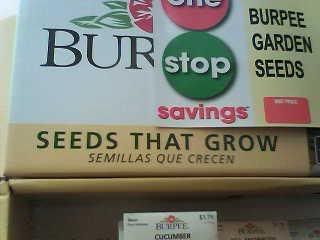 BUR
one
stop
savings
BURPEE
GARDEN
SEEDS
SEEDS THAT GROW
SEMILLAS QUE CRECEN
BURPEE
CUCUMBER